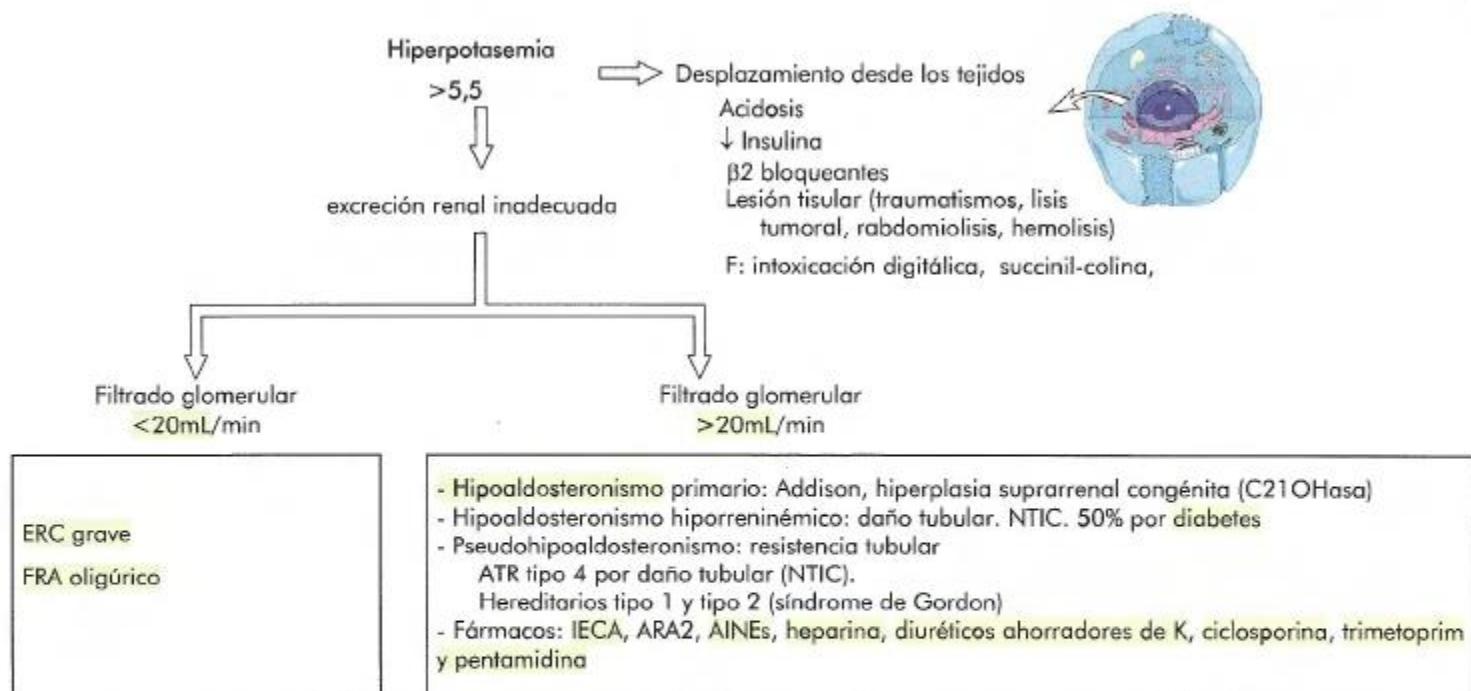 Hiperpotasemia
>5,5
Desplazamiento desde los tejidos
Acidosis
↓ Insulina
β2 bloqueantes
Lesión tisular (traumatismos, lisis
tumoral, rabdomiolisis, hemolisis)
F: intoxicación digitálica, succinil-colina,
excreción renal inadecuada
Filtrado glomerular
<20mL/min
Filtrado glomerular
>20mL/min
ERC grave
FRA oligúrico
- Hipoaldosteronismo primario: Addison, hiperplasia suprarrenal congénita (C21OHasa)
- Hipoaldosteronismo hiporreninémico: daño tubular. NTIC. 50% por diabetes
- Pseudohipoaldosteronismo: resistencia tubular
ATR tipo 4 por daño tubular (NTIC).
Hereditarios tipo 1 y tipo 2 (síndrome de Gordon)
- Fármacos: IECA, ARA2, AINEs, heparina, diuréticos ahorradores de K, ciclosporina, trimetoprim
y pentamidina